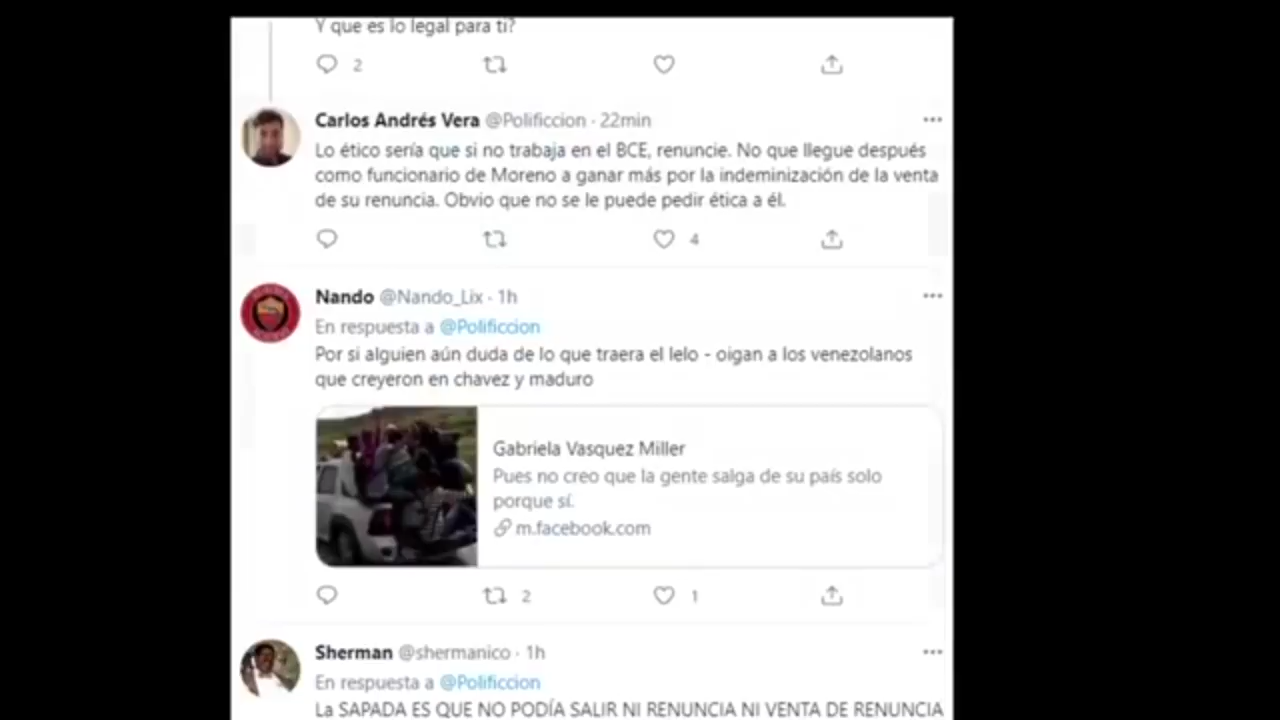 Y que es lo legal para ti?
2
Carlos Andrés Vera @Polificcion · 22min
Lo ético sería que si no trabaja en el BCE, renuncie. No que llegue después
como funcionario de Moreno a ganar más por la indeminización de la venta
de su renuncia. Obvio que no se le puede pedir ética a él.
4
Nando @Nando_Lix · 1h
En respuesta a @Polificcion
Por si alguien aún duda de lo que traera el lelo - oigan a los venezolanos
que creyeron en chavez y maduro
Gabriela Vasquez Miller
Pues no creo que la gente salga de su país solo
porque sí.
m.facebook.com
2 1
Sherman @shermanico · 1h
En respuesta a @Polificcion
La SAPADA ES QUE NO PODÍA SALIR NI RENUNCIA NI VENTA DE RENUNCIA